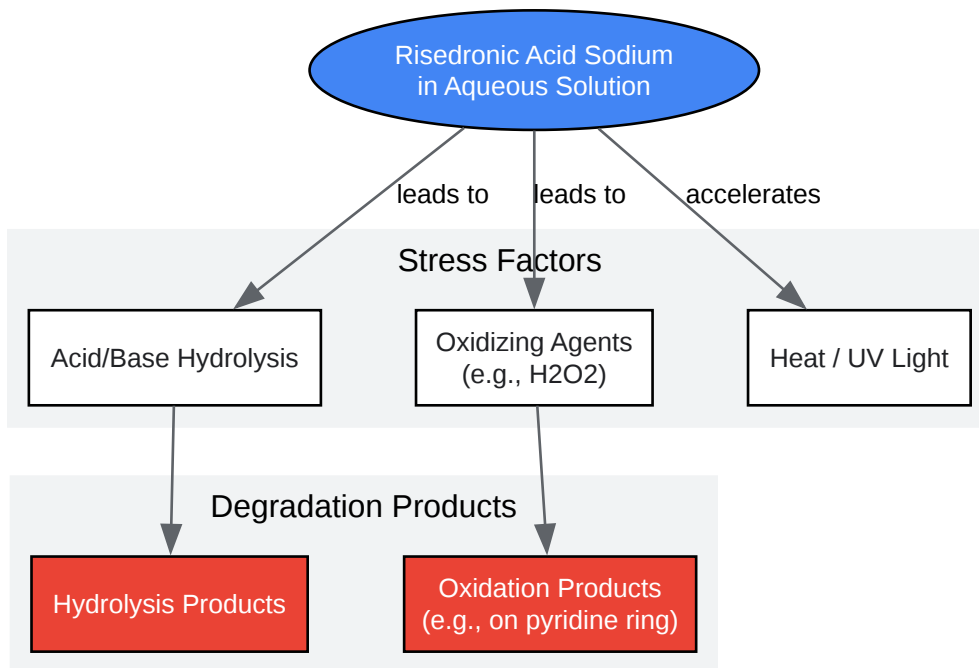 Risedronic Acid Sodium
in Aqueous Solution
leads to
leads to
accelerates
Stress Factors
Acid/Base Hydrolysis
Oxidizing Agents
(e.g., H2O2)
Heat / UV Light
Degradation Products
Hydrolysis Products
Oxidation Products
(e.g., on pyridine ring)